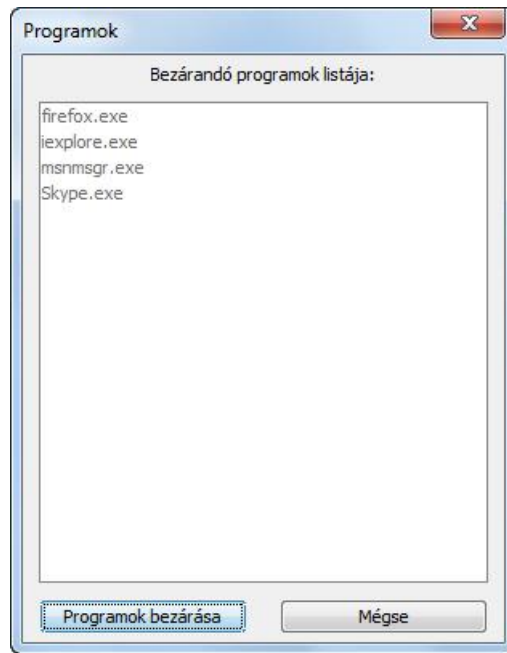 Programok
Bezárandó programok listája:
firefox.exe
iexplore.exe
msnmsgr.exe
Skype.exe
Programok bezárása
Mégse